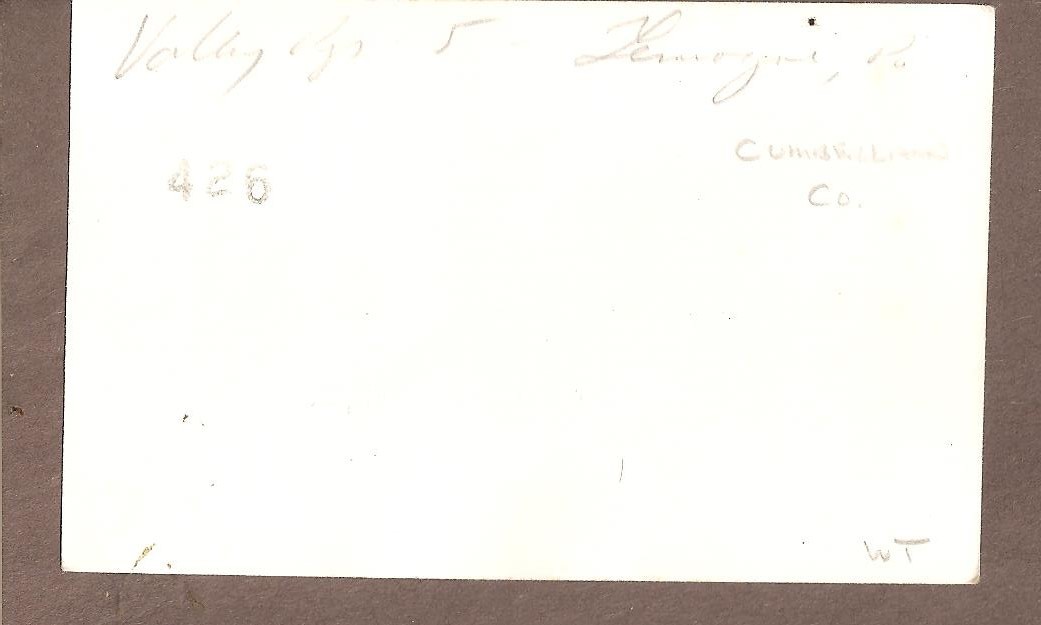 Valley Rys 5 - Lemoyne, Pa.
CUMBERLAND
426
Co.
WT